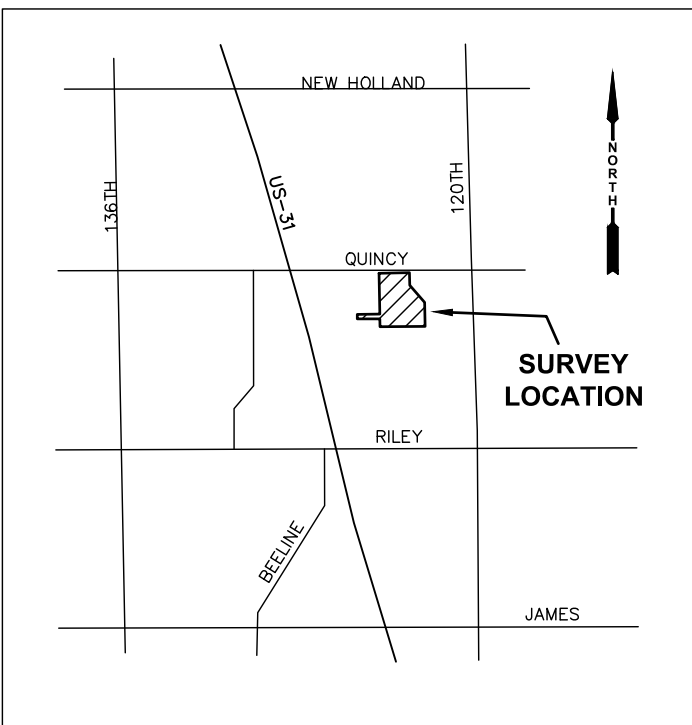 NEW HOLLAND
NORTH
136TH
US-31
120TH
QUINCY
SURVEY
LOCATION
RILEY
BEELINE
JAMES